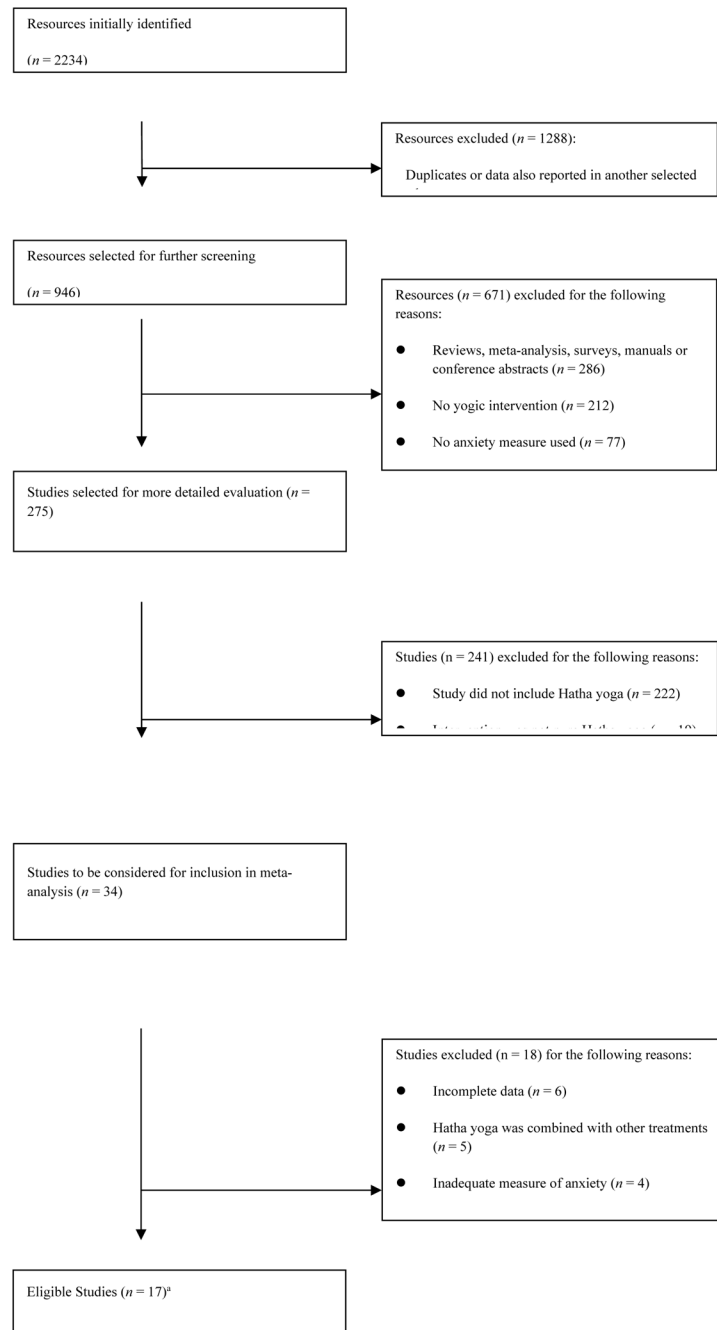 Resources initially identified
(n = 2234)
Resources excluded (n = 1288):
Duplicates or data also reported in another selected
Resources selected for further screening
(n = 946)
Resources (n = 671) excluded for the following
reasons:
● Reviews, meta-analysis, surveys, manuals or
conference abstracts (n = 286)
● No yogic intervention (n = 212)
● No anxiety measure used (n = 77)
Studies selected for more detailed evaluation (n =
275)
Studies (n = 241) excluded for the following reasons:
● Study did not include Hatha yoga (n = 222)
Studies to be considered for inclusion in meta-
analysis (n = 34)
Studies excluded (n = 18) for the following reasons:
● Incomplete data (n = 6)
● Hatha yoga was combined with other treatments
(n = 5)
● Inadequate measure of anxiety (n = 4)
Eligible Studies (n = 17)ª